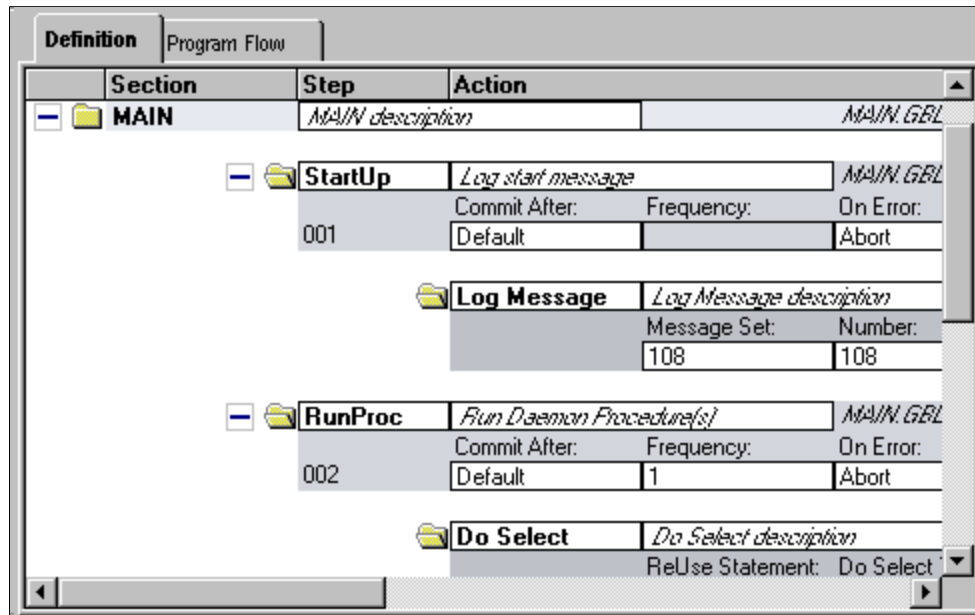 Definition Program Flow
Section Step Action
MAIN MAIN description MAIN.GBL
StartUp Log start message MAIN.GBL
Commit After: Frequency: On Error:
001 Default Abort
Log Message Log Message description
Message Set: Number:
108 108
RunProc Run Daemon Procedure(s) MAIN.GBL
Commit After: Frequency: On Error:
002 Default 1 Abort
Do Select Do Select description
ReUse Statement: Do Select